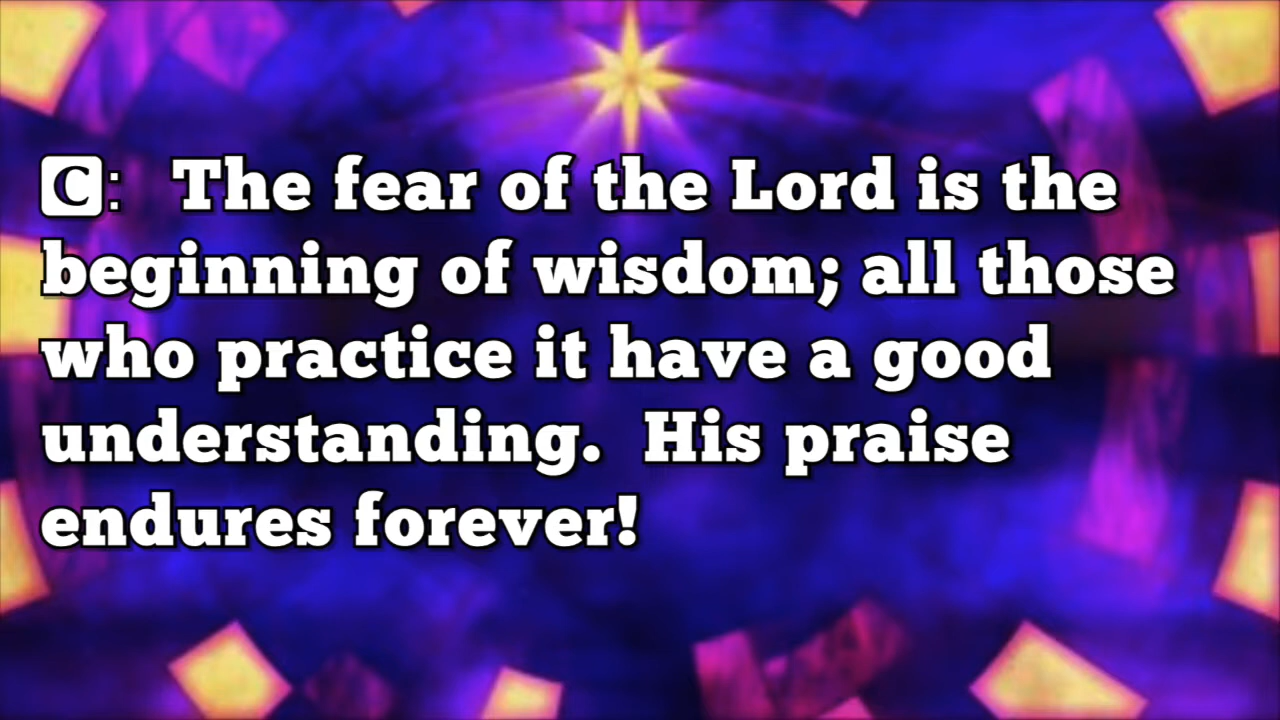 C: The fear of the Lord is the
beginning of wisdom; all those
who practice it have a good
understanding. His praise
endures forever!